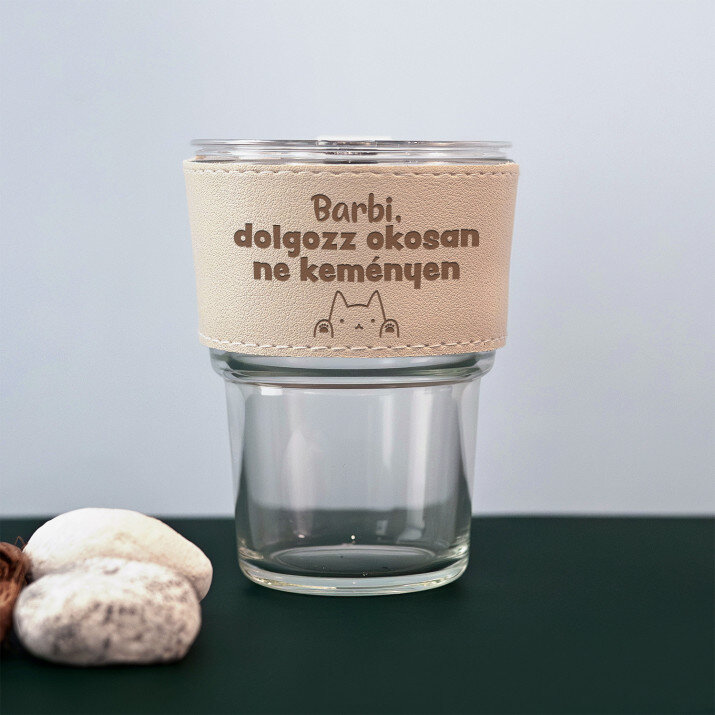 Barbi,
dolgozz okosan
ne keményen